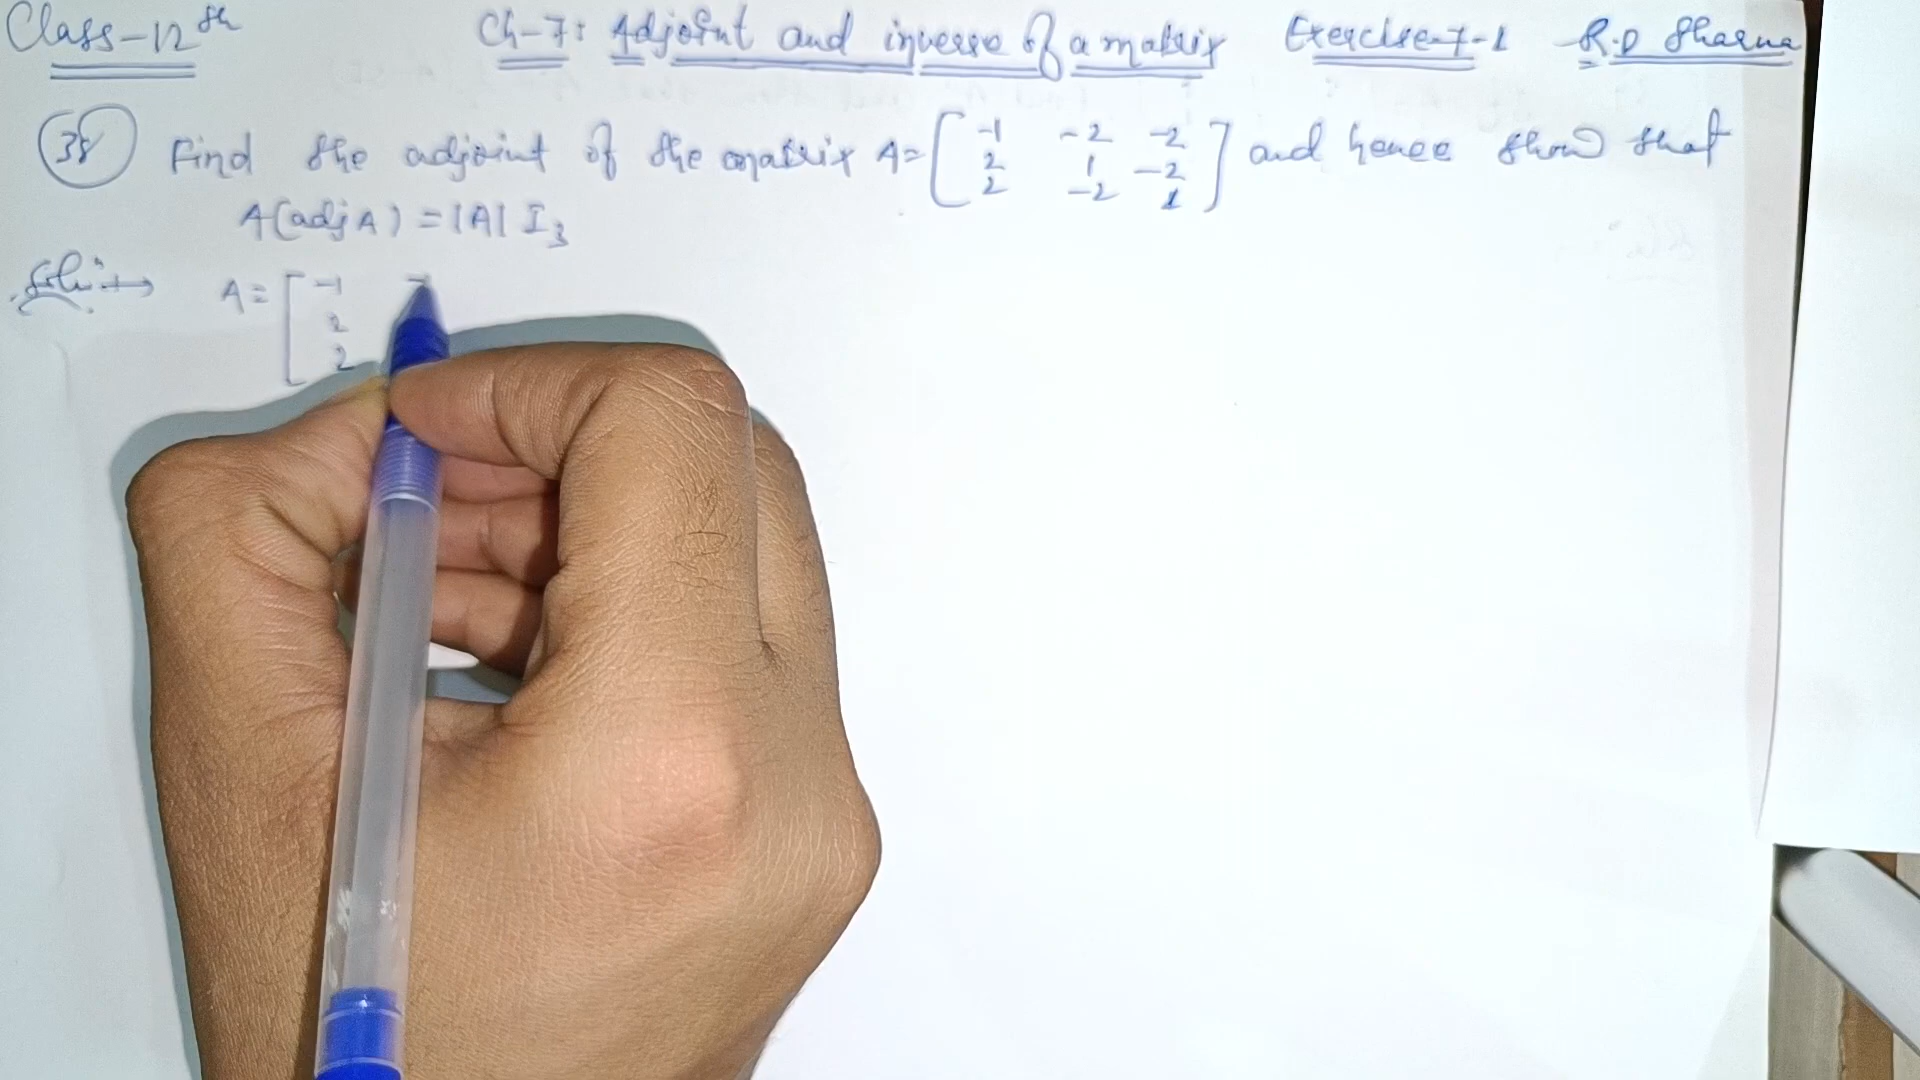 Class-12th Ch-7: Adjoint and inverse of a matrix Exercise-7.1 R.D Sharma
38 Find the adjoint of the matrix A= [ -1 -2 -2 ] and hence show that
2 1 -2
2 -2 1
A(adj A) = |A| I3
Soln:→ A= [ -1 -
2
2